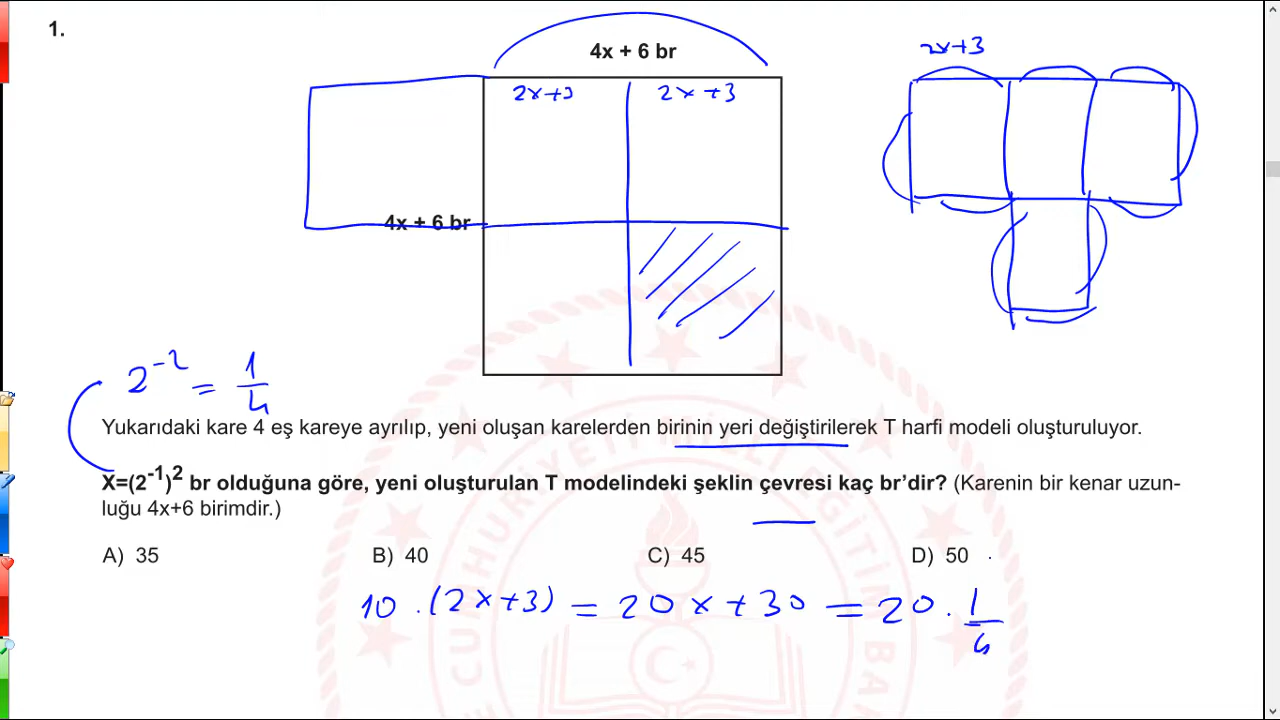 1.
4x + 6 br
2x+3
2x+3
2x+3
4x + 6 br
2^-2 = 1/4
Yukarıdaki kare 4 eş kareye ayrılıp, yeni oluşan karelerden birinin yeri değiştirilerek T harfi modeli oluşturuluyor.
X=(2^-1)^2 br olduğuna göre, yeni oluşturulan T modelindeki şeklin çevresi kaç br'dir? (Karenin bir kenar uzun-
luğu 4x+6 birimdir.)
A) 35 B) 40 C) 45 D) 50
10 . (2x+3) = 20x+30 = 20 . 1/4